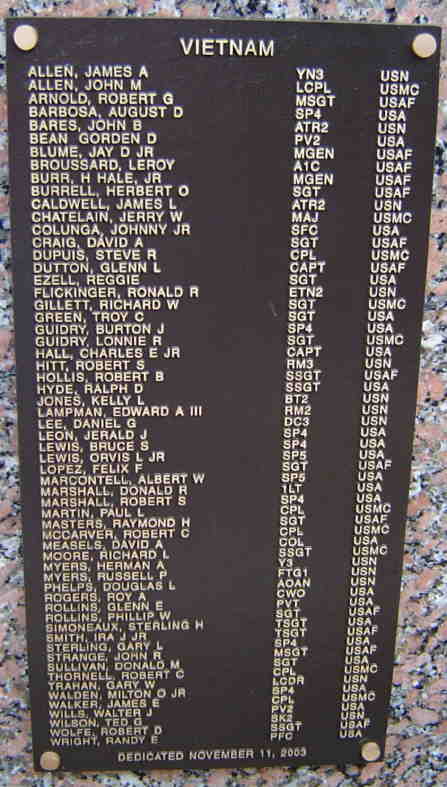 VIETNAM
ALLEN, JAMES A YN3 USN
ALLEN, JOHN M LCPL USMC
ARNOLD, ROBERT G MSGT USAF
BARBOSA, AUGUST D SP4 USA
BARES, JOHN B ATR2 USN
BEAN GORDEN D PV2 USA
BLUME, JAY D JR MGEN USAF
BROUSSARD, LEROY A1C USAF
BURR, H HALE, JR MGEN USAF
BURRELL, HERBERT O SGT USAF
CALDWELL, JAMES L ATR2 USN
CHATELAIN, JERRY W MAJ USMC
COLUNGA, JOHNNY JR SFC USA
CRAIG, DAVID A SGT USAF
DUPUIS, STEVE R CPL USMC
DUTTON, GLENN L CAPT USAF
EZELL, REGGIE SGT USA
FLICKINGER, RONALD R ETN2 USN
GILLETT, RICHARD W SGT USMC
GREEN, TROY C SGT USA
GUIDRY, BURTON J SP4 USA
GUIDRY, LONNIE R SGT USMC
HALL, CHARLES E JR CAPT USA
HITT, ROBERT S RM3 USN
HOLLIS, ROBERT B SSGT USAF
HYDE, RALPH D SSGT USA
JONES, KELLY L BT2 USN
LAMPMAN, EDWARD A III RM2 USN
LEE, DANIEL G DC3 USN
LEON, JERALD J SP4 USA
LEWIS, BRUCE S SP4 USA
LEWIS, ORVIS L JR SP5 USA
LOPEZ, FELIX F SGT USAF
MARCONTELL, ALBERT W SP5 USA
MARSHALL, DONALD R 1LT USA
MARSHALL, ROBERT S SP4 USA
MARTIN, PAUL L CPL USMC
MASTERS, RAYMOND H SGT USAF
MCCARVER, ROBERT C CPL USMC
MEASELS, DAVID A COL USA
MOORE, RICHARD L SSGT USMC
MYERS, HERMAN A Y3 USN
MYERS, RUSSELL P FTG1 USN
PHELPS, DOUGLAS L AOAN USN
ROGERS, ROY A CWO USA
ROLLINS, GLENN E PVT USA
ROLLINS, PHILLIP W SGT USAF
SIMONEAUX, STERLING H TSGT USA
SMITH, IRA J JR TSGT USAF
STERLING, GARY L SP4 USA
STRANGE, JOHN R MSGT USAF
SULLIVAN, DONALD M SGT USA
THORNELL, ROBERT C CPL USMC
TRAHAN, GARY W LCDR USN
WALDEN, MILTON O JR SP4 USA
WALKER, JAMES E CPL USMC
WILLS, WALTER J PV2 USA
WILSON, TED G SK2 USN
WOLFE, ROBERT D SSGT USAF
WRIGHT, RANDY E PFC USA
DEDICATED NOVEMBER 11, 2003